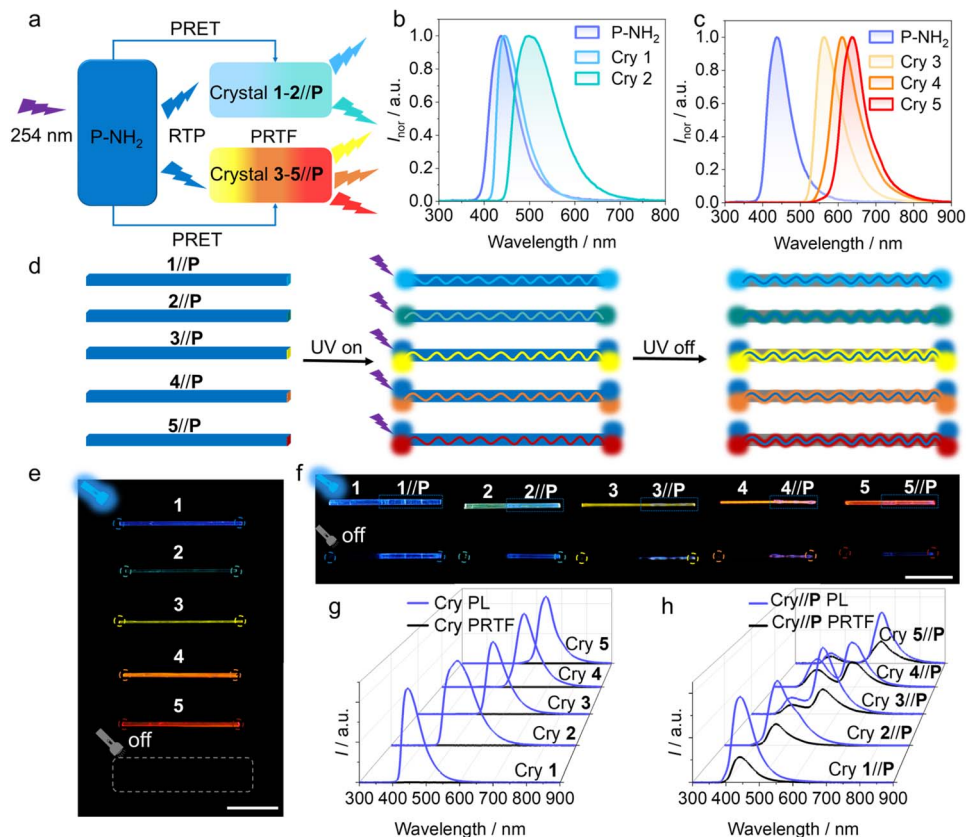 a
PRET
254 nm
P-NH₂
RTP
Crystal 1-2//P
PRTF
Crystal 3-5//P
PRET
b
I_nor / a.u.
1.0
0.8
0.6
0.4
0.2
0.0
P-NH₂
Cry 1
Cry 2
300 400 500 600 700 800
Wavelength / nm
c
I_nor / a.u.
1.0
0.8
0.6
0.4
0.2
0.0
P-NH₂
Cry 3
Cry 4
Cry 5
300 400 500 600 700 800 900
Wavelength / nm
d
1//P
2//P
3//P
4//P
5//P
UV on
UV off
e
1
2
3
4
5
off
f
1 1//P 2 2//P 3 3//P 4 4//P 5 5//P
off
g
Cry PL
Cry PRTF
I / a.u.
Cry 5
Cry 4
Cry 3
Cry 2
Cry 1
300 400 500 600 700 800 900
Wavelength / nm
h
Cry//P PL
Cry//P PRTF
I / a.u.
Cry 5//P
Cry 4//P
Cry 3//P
Cry 2//P
Cry 1//P
300 400 500 600 700 800 900
Wavelength / nm